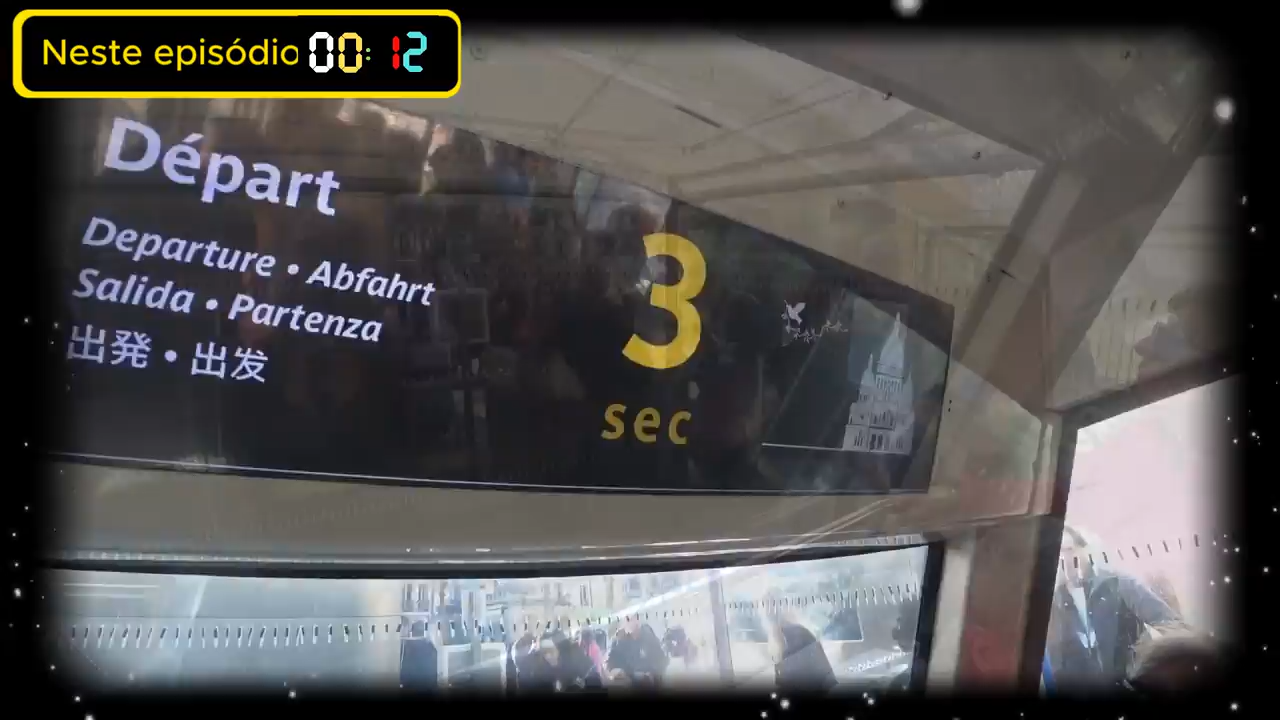 Neste episódio 00:12
Départ
Departure • Abfahrt
Salida • Partenza
出発 • 出发
3
sec